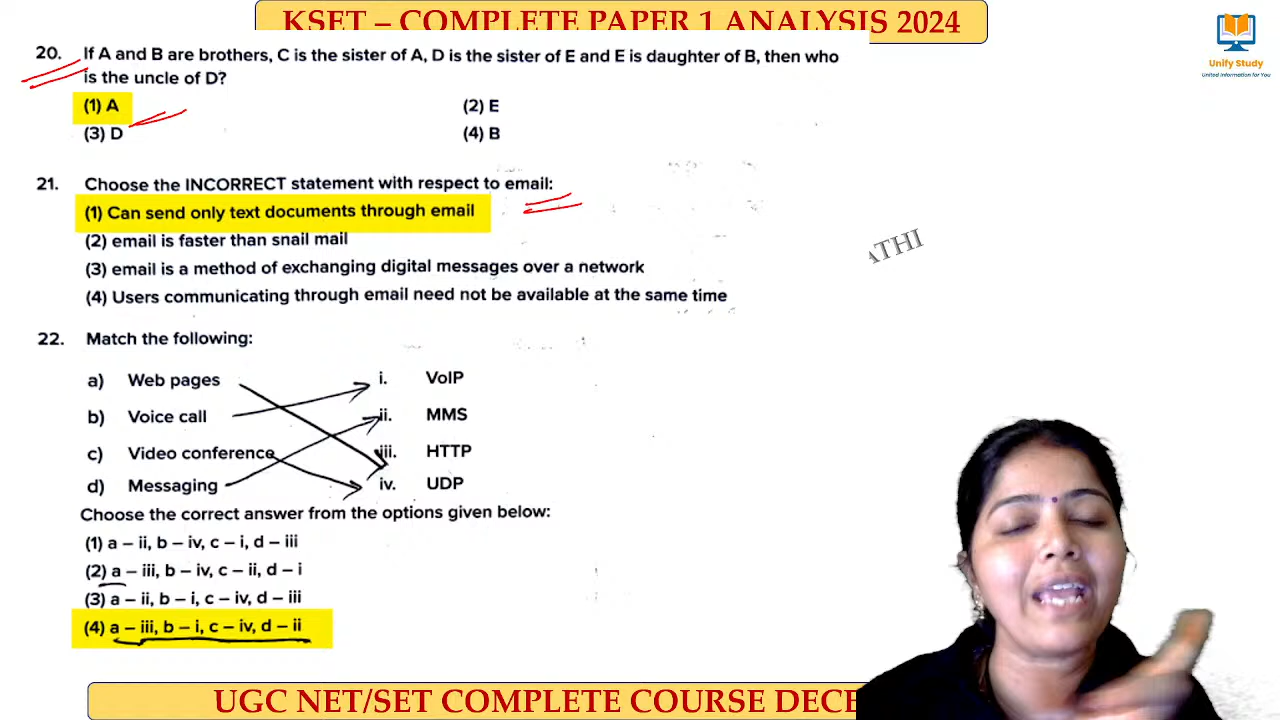 KSET – COMPLETE PAPER 1 ANALYSIS 2024
Unify Study
United Information for You
20. If A and B are brothers, C is the sister of A, D is the sister of E and E is daughter of B, then who
is the uncle of D?
(1) A (2) E
(3) D (4) B
21. Choose the INCORRECT statement with respect to email:
(1) Can send only text documents through email
(2) email is faster than snail mail
(3) email is a method of exchanging digital messages over a network
(4) Users communicating through email need not be available at the same time
ATHI
22. Match the following:
a) Web pages i. VoIP
b) Voice call ii. MMS
c) Video conference iii. HTTP
d) Messaging iv. UDP
Choose the correct answer from the options given below:
(1) a – ii, b – iv, c – i, d – iii
(2) a – iii, b – iv, c – ii, d – i
(3) a – ii, b – i, c – iv, d – iii
(4) a – iii, b – i, c – iv, d – ii
UGC NET/SET COMPLETE COURSE DECE